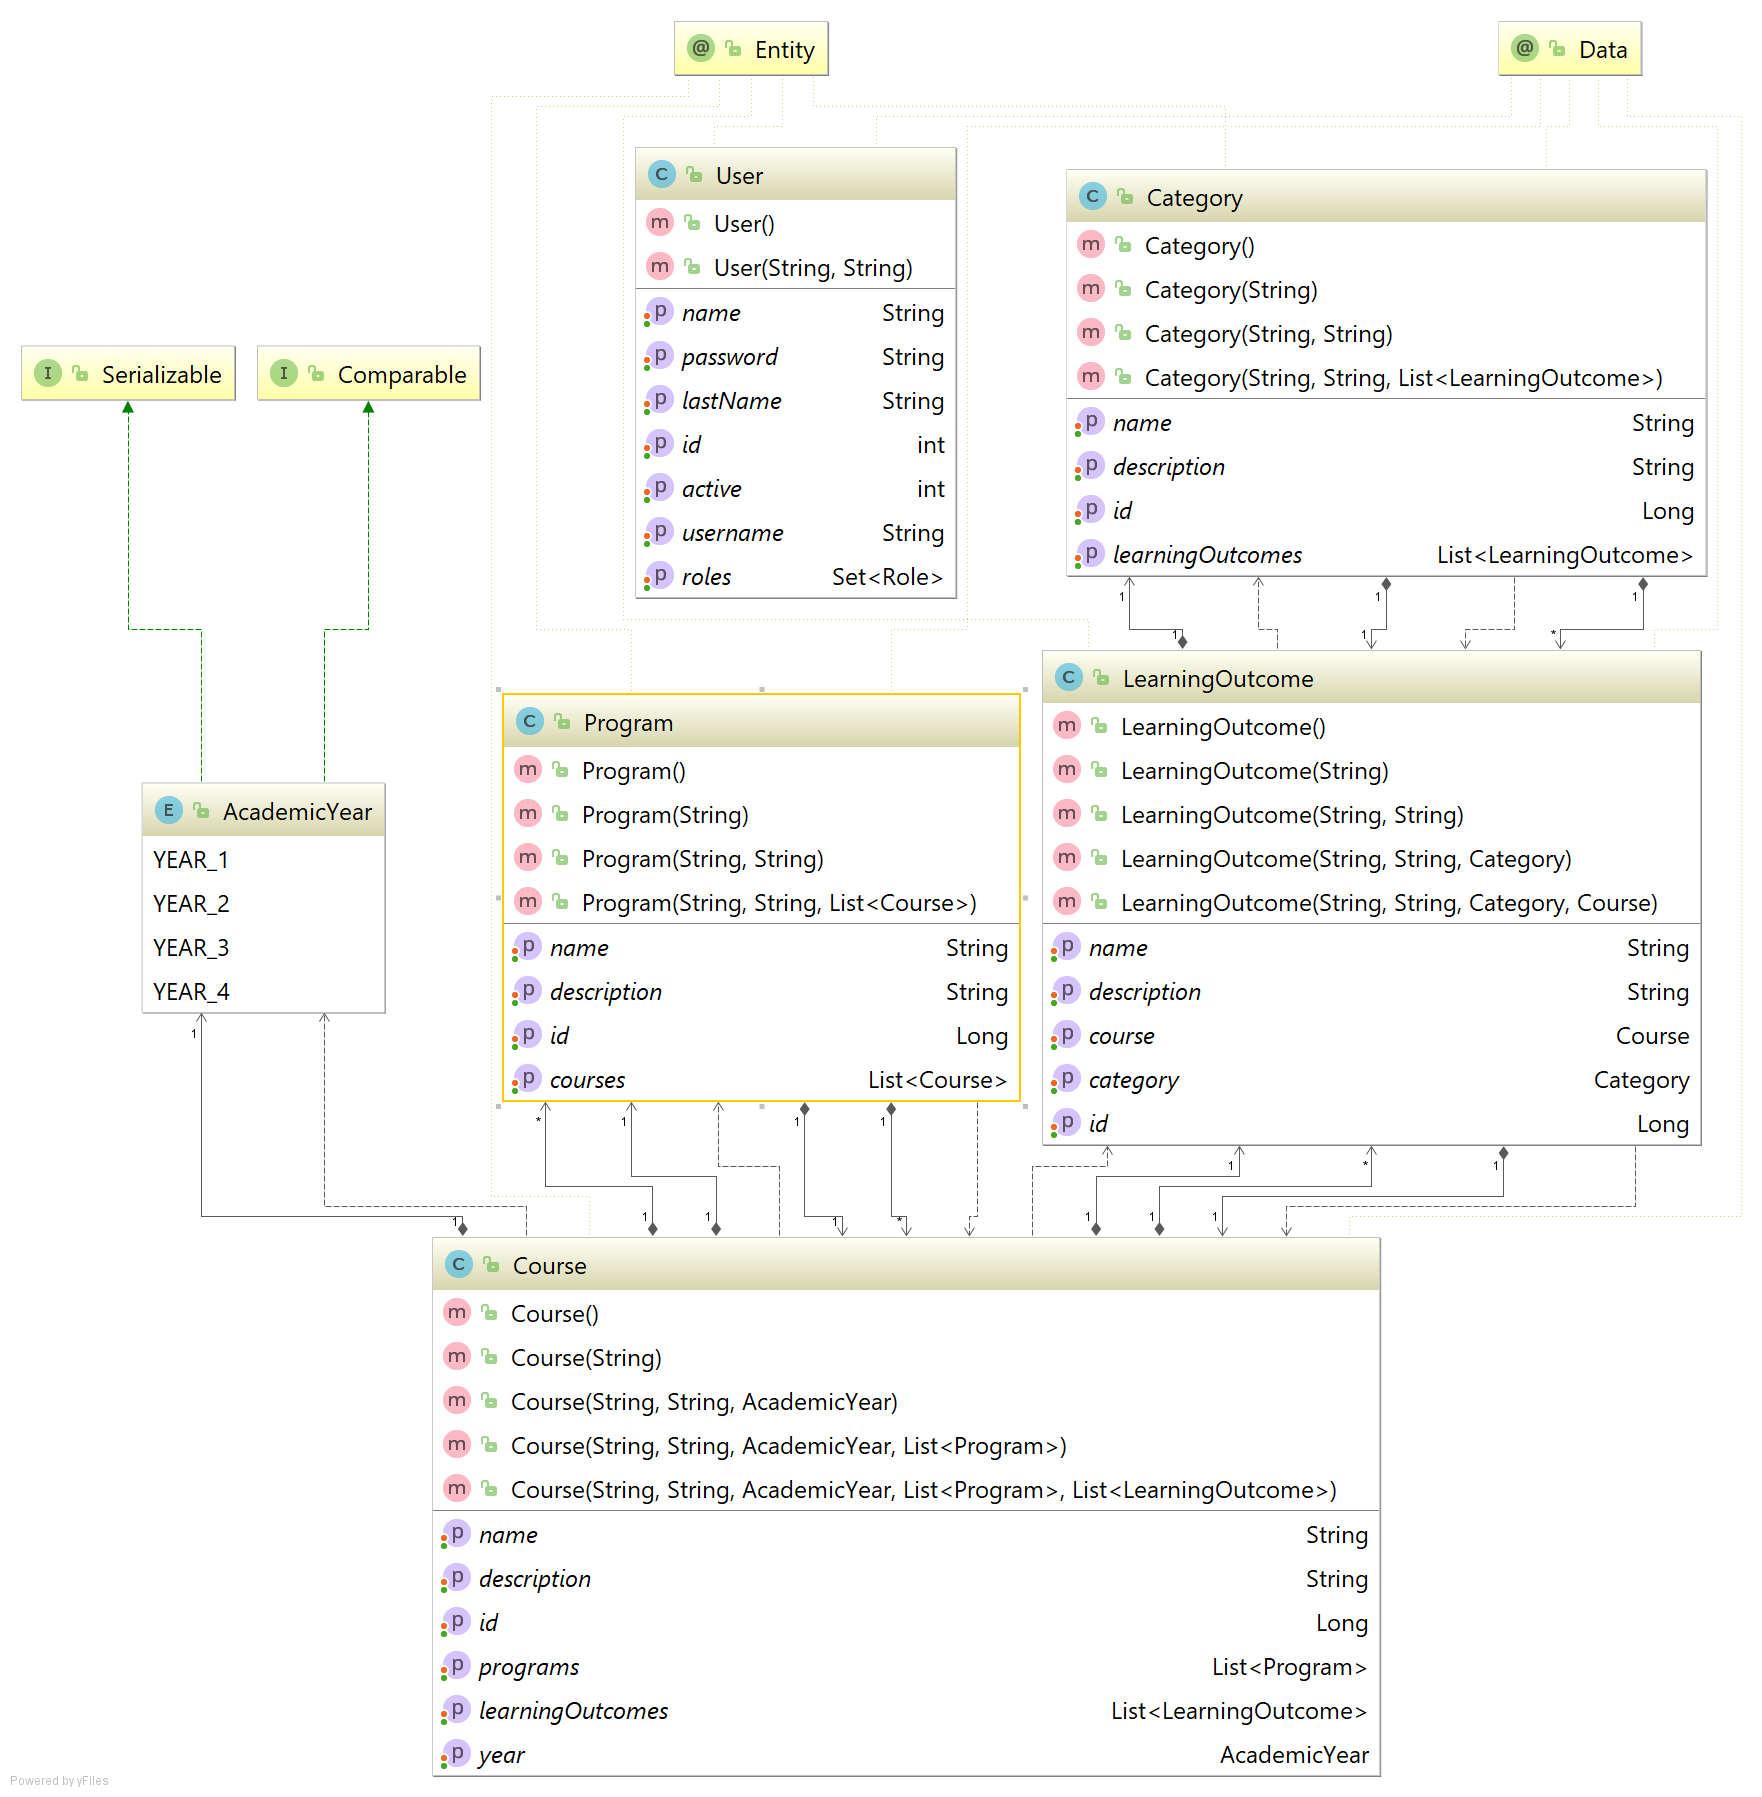 @ Entity
@ Data
C User
m User()
m User(String, String)
p name String
p password String
p lastName String
p id int
p active int
p username String
p roles Set<Role>
C Category
m Category()
m Category(String)
m Category(String, String)
m Category(String, String, List<LearningOutcome>)
p name String
p description String
p id Long
p learningOutcomes List<LearningOutcome>
I Serializable
I Comparable
1 1 1
1 1 *
C LearningOutcome
m LearningOutcome()
m LearningOutcome(String)
m LearningOutcome(String, String)
m LearningOutcome(String, String, Category)
m LearningOutcome(String, String, Category, Course)
p name String
p description String
p course Course
p category Category
p id Long
C Program
m Program()
m Program(String)
m Program(String, String)
m Program(String, String, List<Course>)
p name String
p description String
p id Long
p courses List<Course>
E AcademicYear
YEAR_1
YEAR_2
YEAR_3
YEAR_4
1
* 1 1 1
1 * 1
1 1 1 1 * 1 1 1
C Course
m Course()
m Course(String)
m Course(String, String, AcademicYear)
m Course(String, String, AcademicYear, List<Program>)
m Course(String, String, AcademicYear, List<Program>, List<LearningOutcome>)
p name String
p description String
p id Long
p programs List<Program>
p learningOutcomes List<LearningOutcome>
p year AcademicYear
Powered by yFiles